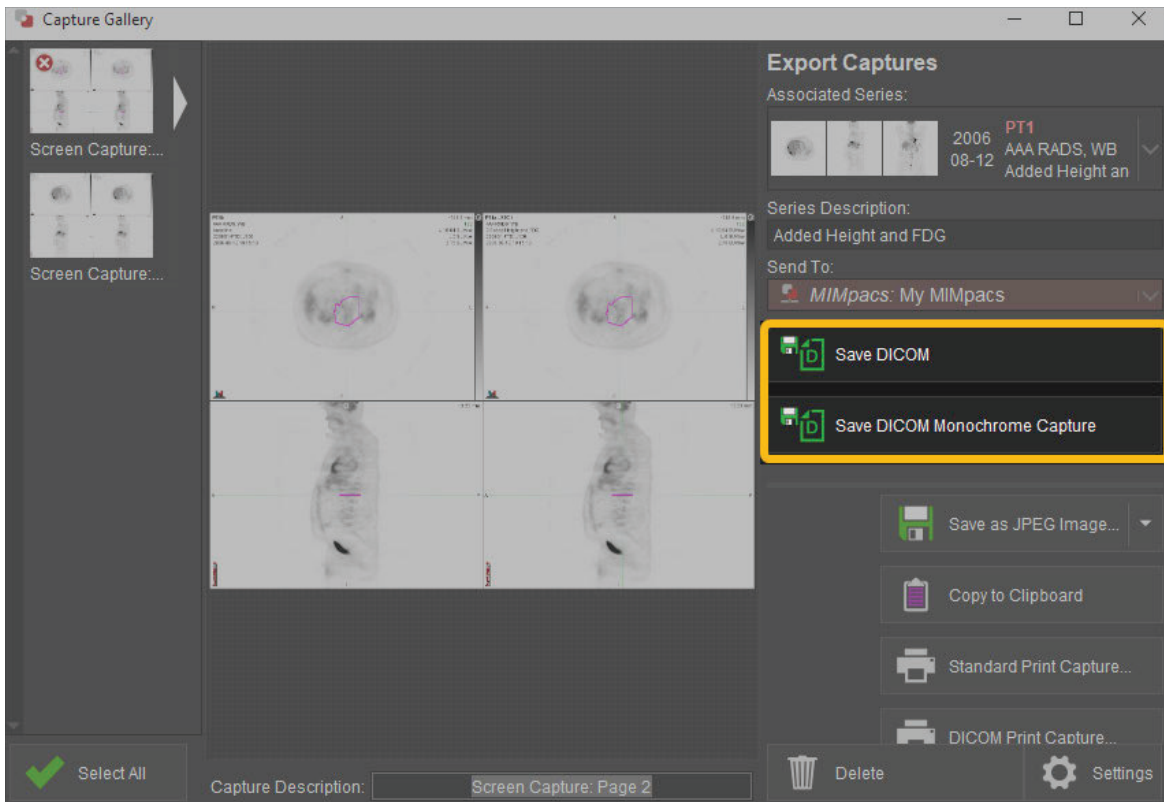 Capture Gallery
Screen Capture:...
Screen Capture:...
Export Captures
Associated Series:
2006
08-12
PT1
AAA RADS, WB
Added Height an
Series Description:
Added Height and FDG
Send To:
MIMpacs: My MIMpacs
Save DICOM
Save DICOM Monochrome Capture
Save as JPEG Image...
Copy to Clipboard
Standard Print Capture...
DICOM Print Capture...
Select All
Capture Description:
Screen Capture: Page 2
Delete
Settings